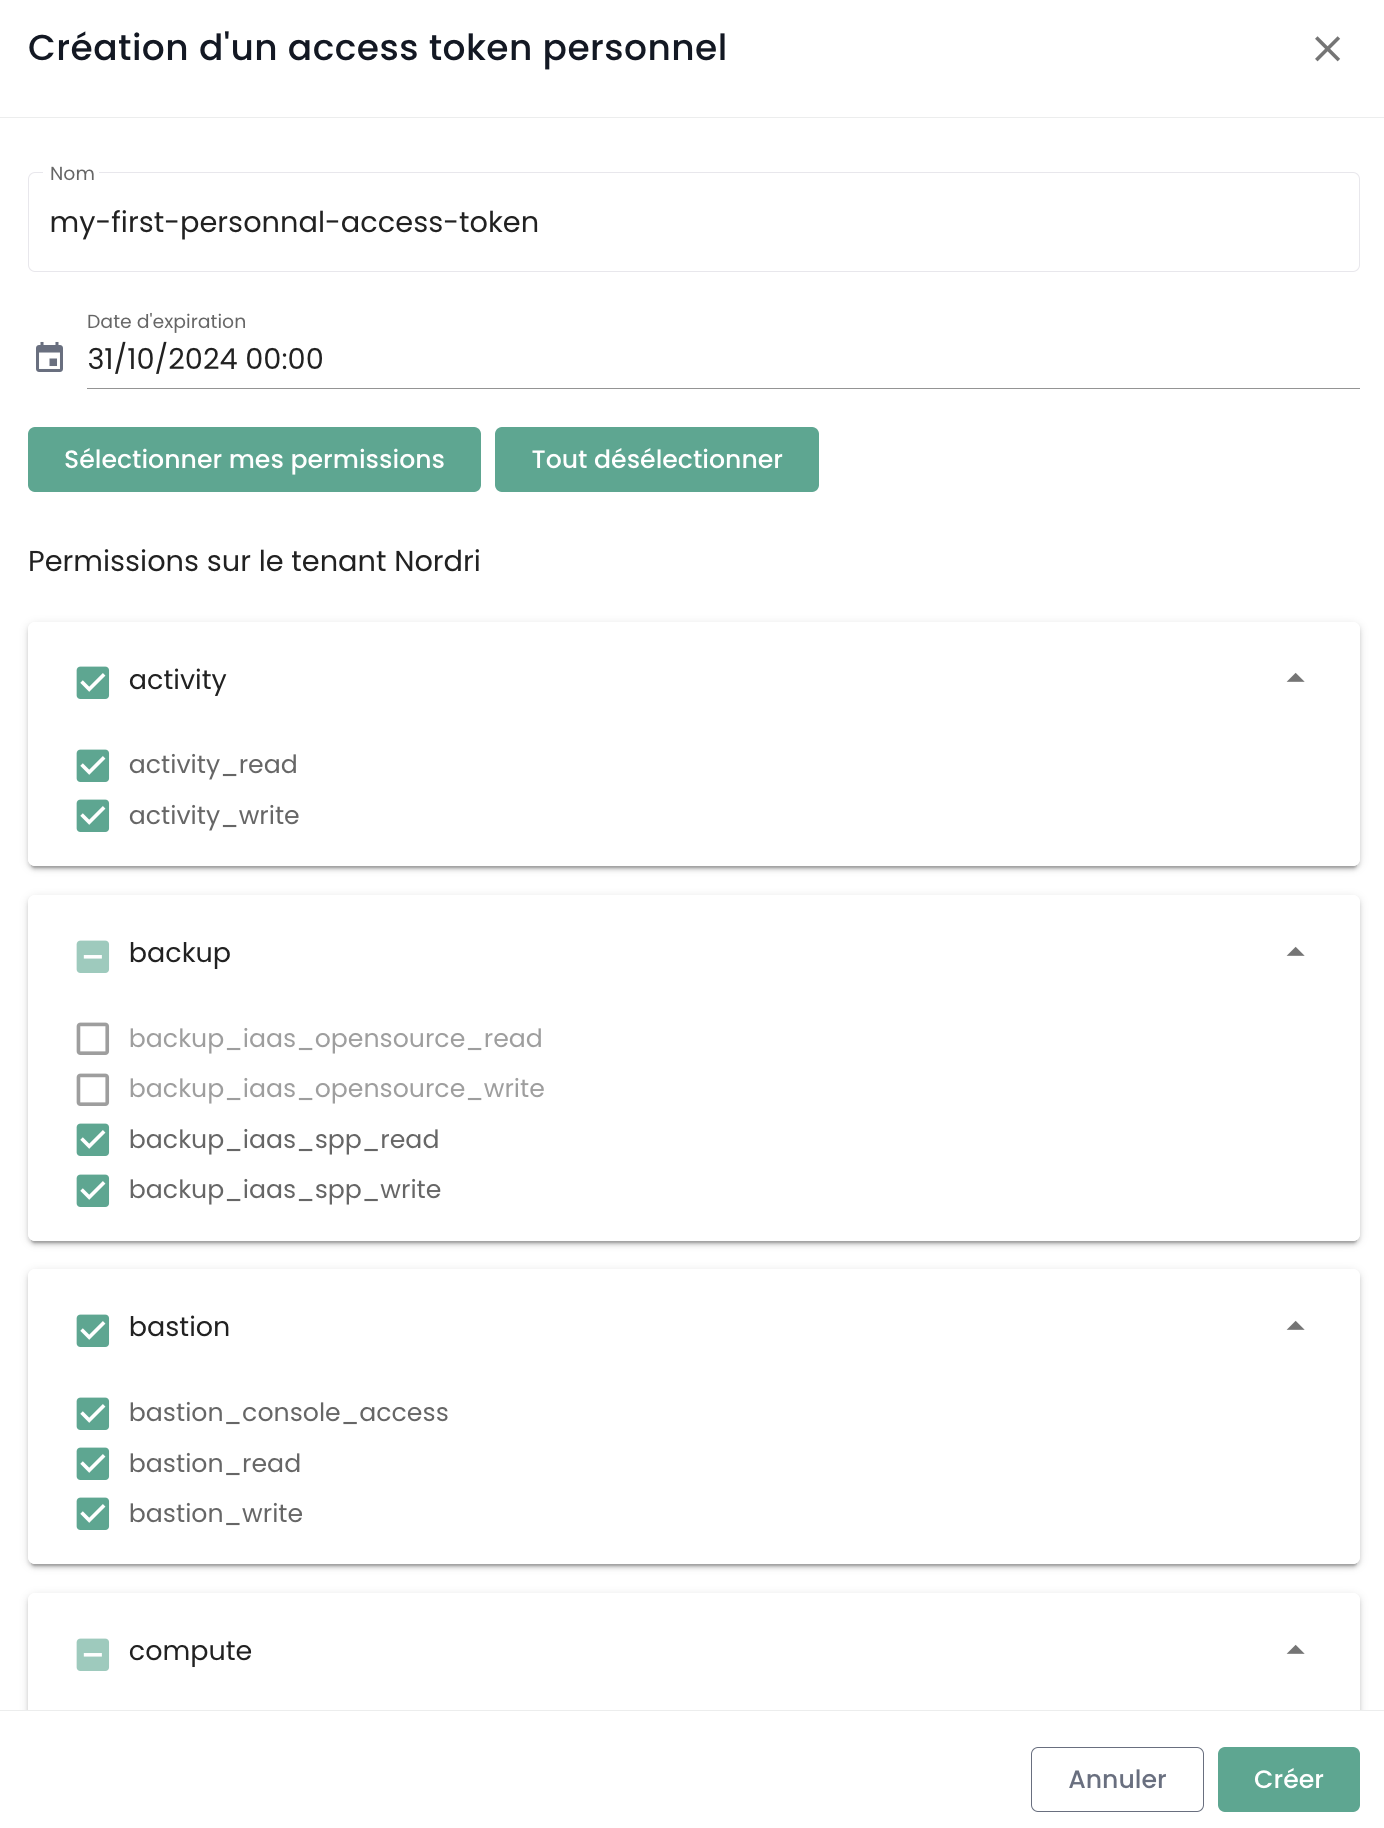 Création d'un access token personnel
Nom
my-first-personnal-access-token
Date d'expiration
31/10/2024 00:00
Sélectionner mes permissions
Tout désélectionner
Permissions sur le tenant Nordri
activity
activity_read
activity_write
backup
backup_iaas_opensource_read
backup_iaas_opensource_write
backup_iaas_spp_read
backup_iaas_spp_write
bastion
bastion_console_access
bastion_read
bastion_write
compute
Annuler
Créer